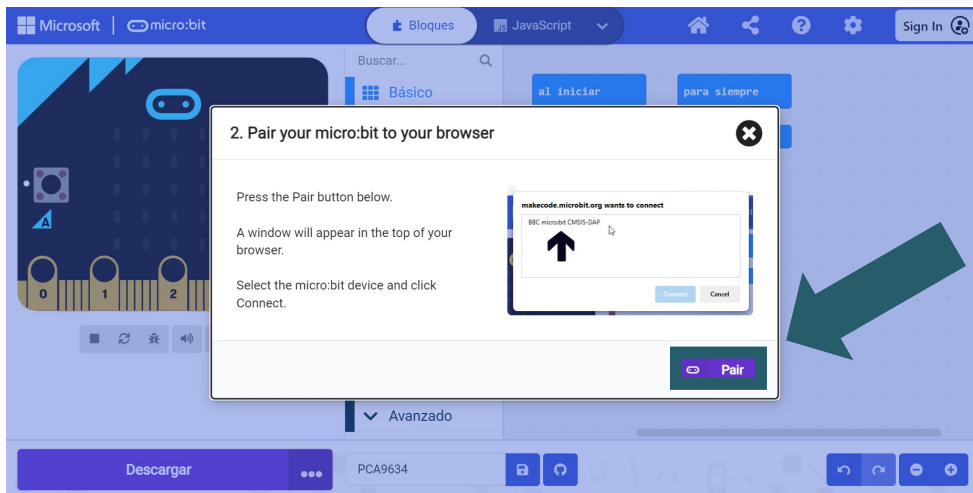 Microsoft micro:bit Bloques JavaScript Sign In
Buscar...
Básico
al iniciar para siempre
2. Pair your micro:bit to your browser
Press the Pair button below.
A window will appear in the top of your
browser.
Select the micro:bit device and click
Connect.
makecode.microbit.org wants to connect
BBC micro:bit CMSIS-DAP
Connect Cancel
A
0 1 2
Pair
Avanzado
Descargar ••• PCA9634